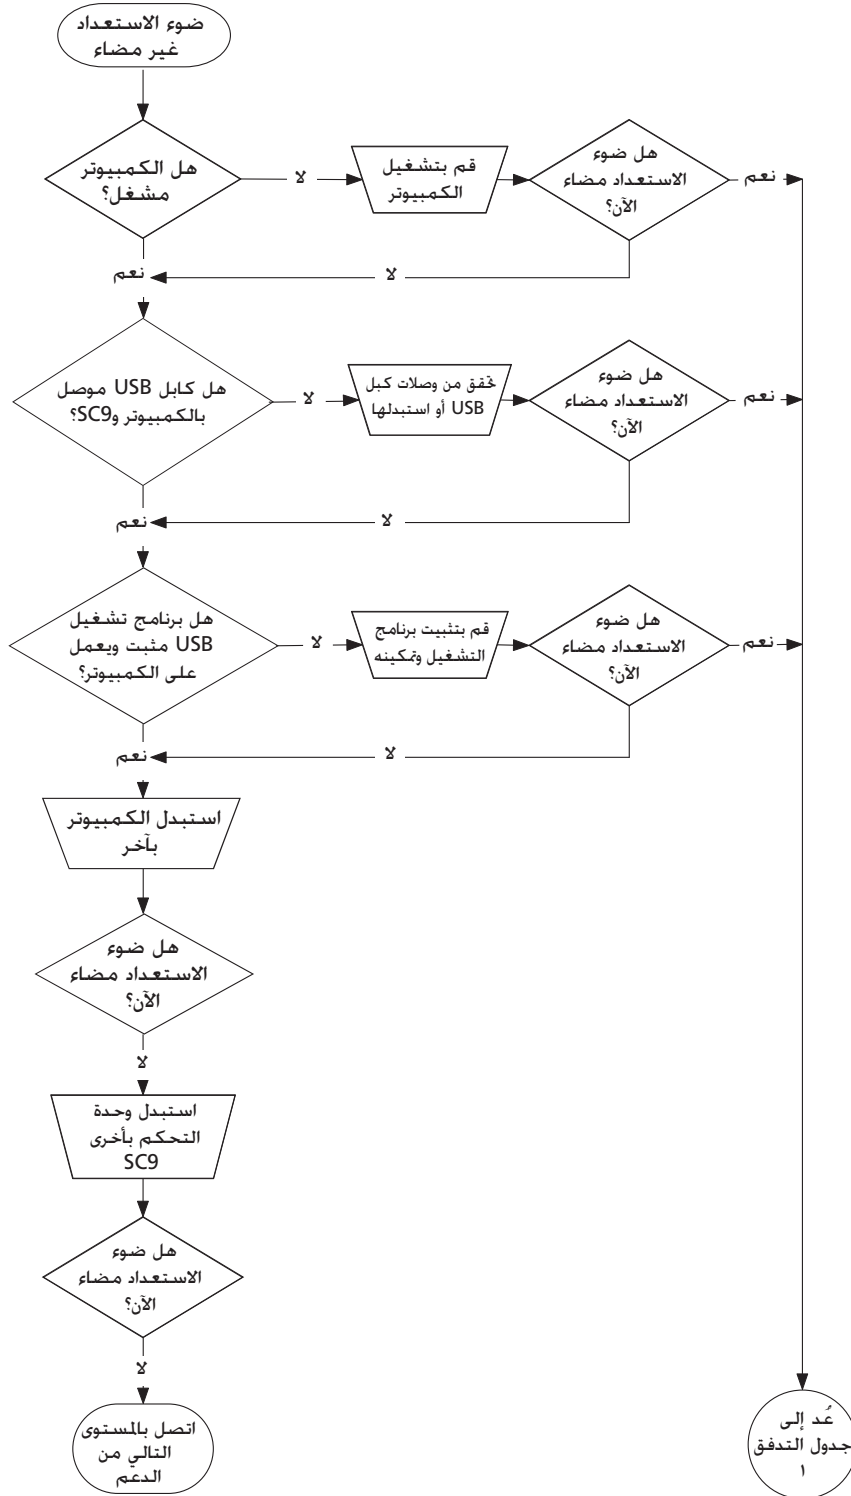 ضوء الاستعداد
غير مضاء
هل الكمبيوتر
مشغل؟
لا
قم بتشغيل
الكمبيوتر
هل ضوء
الاستعداد مضاء
الآن؟
نعم
لا
نعم
هل كابل USB موصل
بالكمبيوتر وSC9؟
لا
تحقق من وصلات كبل
USB أو استبدلها
هل ضوء
الاستعداد مضاء
الآن؟
نعم
لا
نعم
هل برنامج تشغيل
USB مثبت ويعمل
على الكمبيوتر؟
لا
قم بتثبيت برنامج
التشغيل وتمكينه
هل ضوء
الاستعداد مضاء
الآن؟
نعم
لا
نعم
استبدل الكمبيوتر
بآخر
هل ضوء
الاستعداد مضاء
الآن؟
لا
استبدل وحدة
التحكم بأخرى
SC9
هل ضوء
الاستعداد مضاء
الآن؟
لا
اتصل بالمستوى
التالي من
الدعم
عُد إلى
جدول التدفق
١